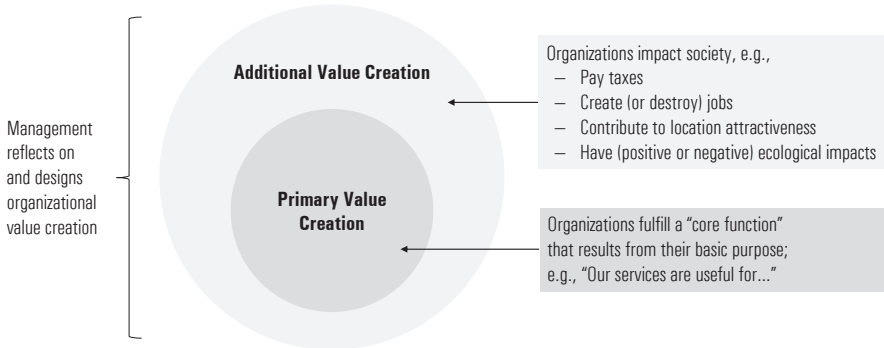 Management
reflects on
and designs
organizational
value creation
Additional Value Creation
Primary Value
Creation
Organizations impact society, e.g.,
– Pay taxes
– Create (or destroy) jobs
– Contribute to location attractiveness
– Have (positive or negative) ecological impacts
Organizations fulfill a “core function”
that results from their basic purpose;
e.g., “Our services are useful for...”